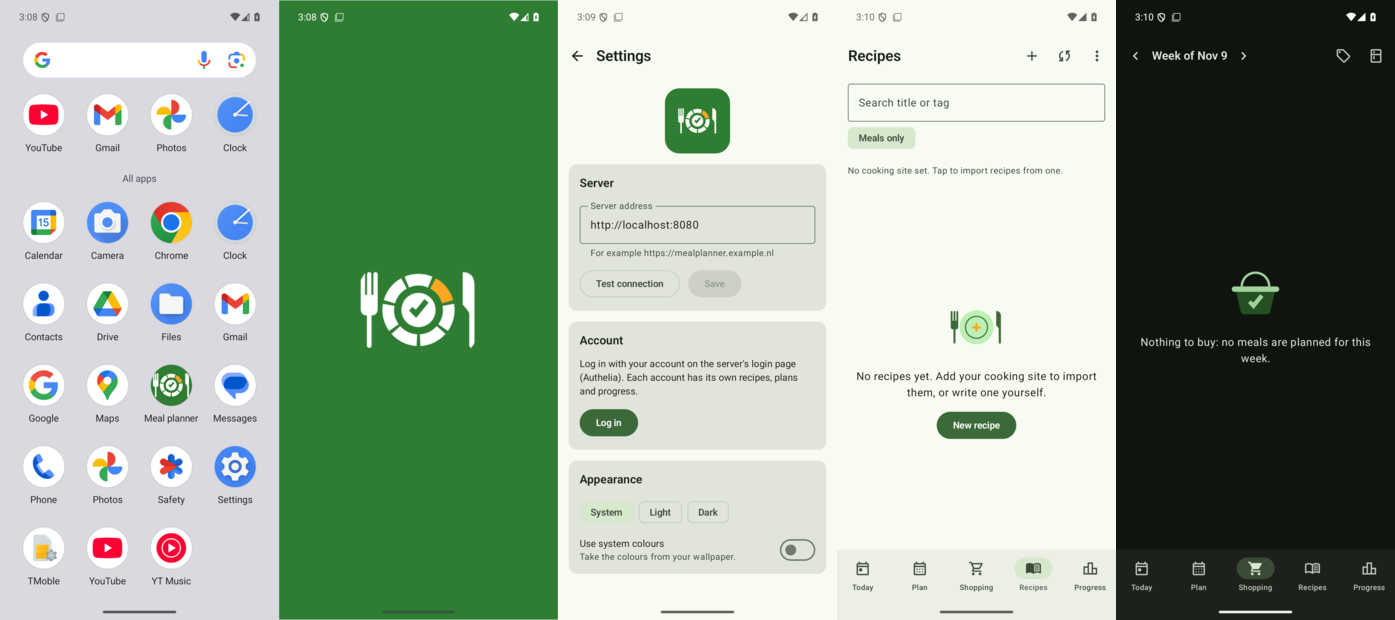 3:08
YouTube
Gmail
Photos
Clock
All apps
15
Calendar
Camera
Chrome
Clock
Contacts
Drive
Files
Gmail
Google
Maps
Meal planner
Messages
Phone
Photos
Safety
Settings
TMoble
YouTube
YT Music
3:08
3:09
Settings
Server
Server address
http://localhost:8080
For example https://mealplanner.example.nl
Test connection
Save
Account
Log in with your account on the server's login page
(Authelia). Each account has its own recipes, plans
and progress.
Log in
Appearance
System
Light
Dark
Use system colours
Take the colours from your wallpaper.
3:10
Recipes
Search title or tag
Meals only
No cooking site set. Tap to import recipes from one.
No recipes yet. Add your cooking site to import
them, or write one yourself.
New recipe
Today
Plan
Shopping
Recipes
Progress
3:10
Week of Nov 9
Nothing to buy: no meals are planned for this
week.
Today
Plan
Shopping
Recipes
Progress